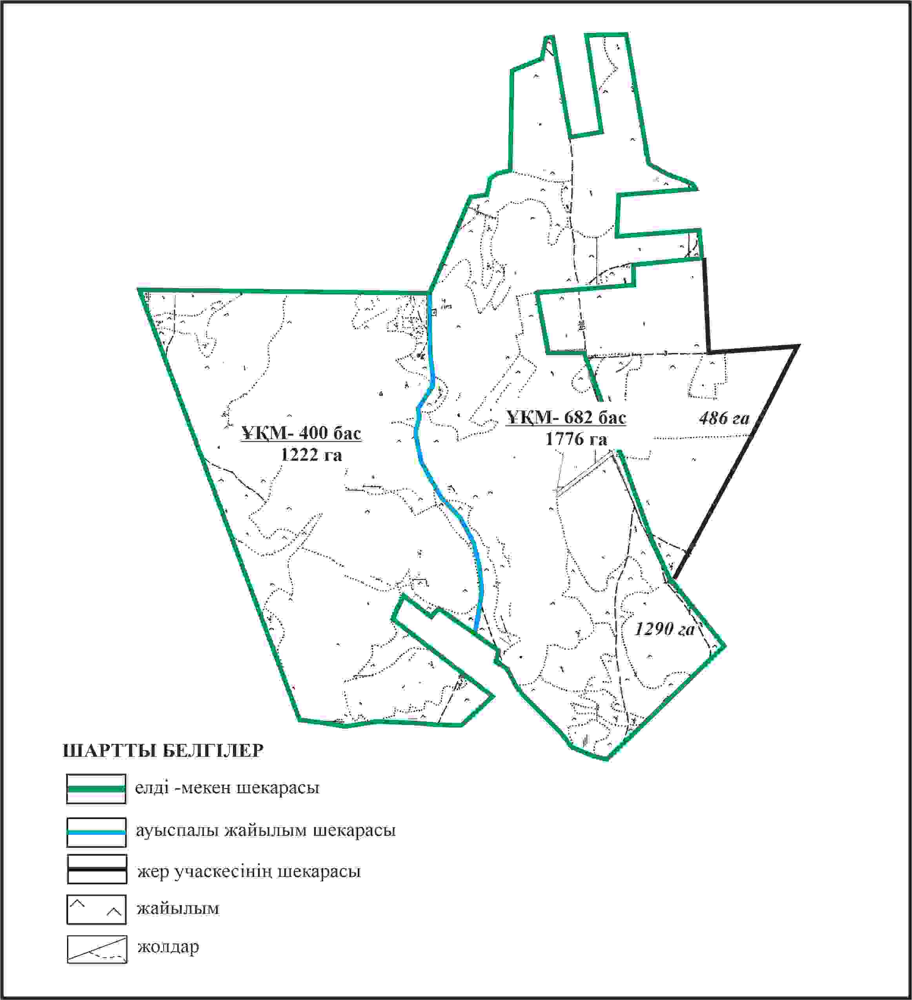 ҰҚМ- 682 бас
1776 га
486 га
ҰҚМ- 400 бас
1222 га
1290 га
ШАРТТЫ БЕЛГІЛЕР
елді -мекен шекарасы
ауыспалы жайылым шекарасы
жер учаскесінің шекарасы
жайылым
жолдар